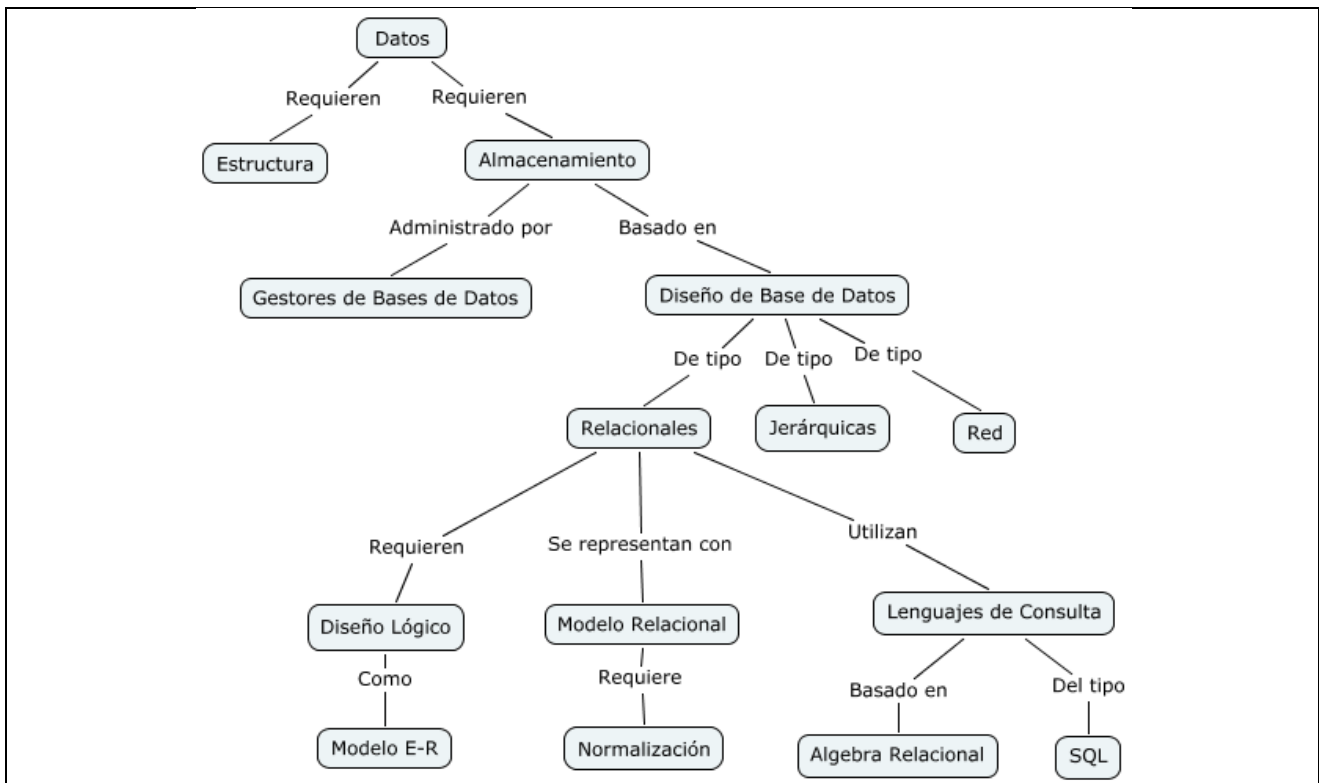 Datos
Requieren
Requieren
Estructura
Almacenamiento
Administrado por
Basado en
Gestores de Bases de Datos
Diseño de Base de Datos
De tipo
De tipo
De tipo
Relacionales
Jerárquicas
Red
Requieren
Se representan con
Utilizan
Diseño Lógico
Modelo Relacional
Lenguajes de Consulta
Como
Requiere
Basado en
Del tipo
Modelo E-R
Normalización
Algebra Relacional
SQL